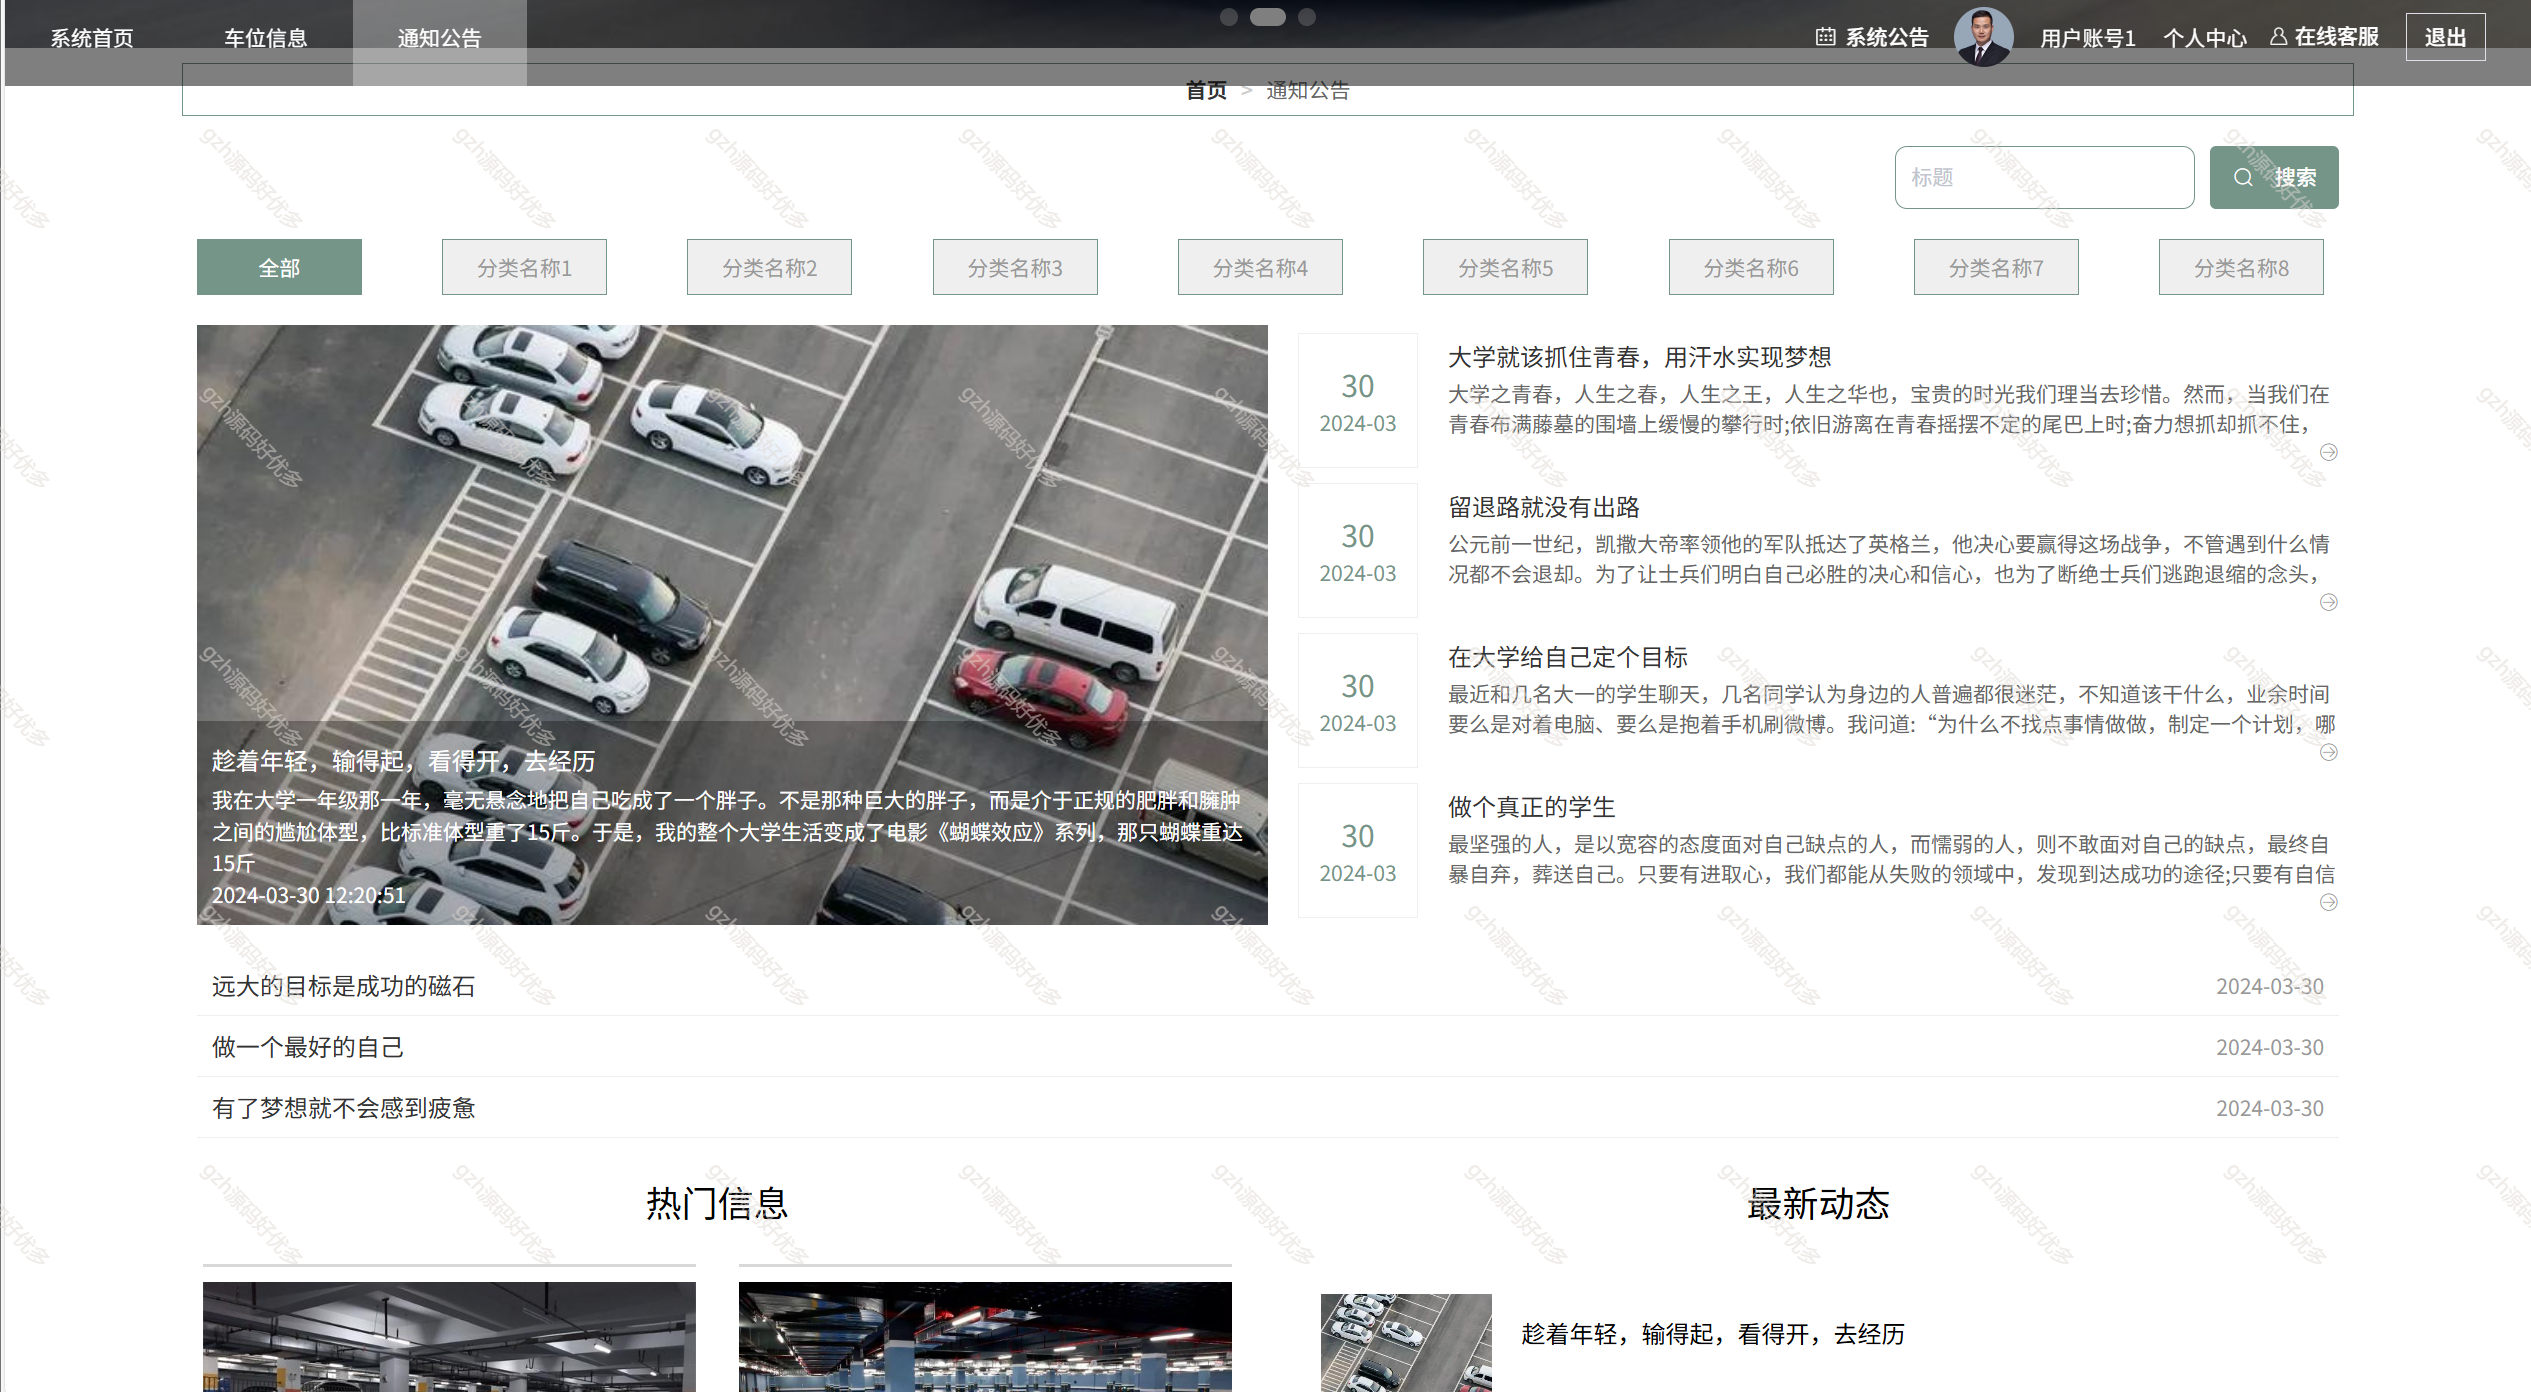 系统首页
车位信息
通知公告
系统公告
用户账号1
个人中心
在线客服
退出
首页 > 通知公告
标题
搜索
全部
分类名称1
分类名称2
分类名称3
分类名称4
分类名称5
分类名称6
分类名称7
分类名称8
趁着年轻，输得起，看得开，去经历
我在大学一年级那一年，毫无悬念地把自己吃成了一个胖子。不是那种巨大的胖子，而是介于正规的肥胖和臃肿
之间的尴尬体型，比标准体型重了15斤。于是，我的整个大学生活变成了电影《蝴蝶效应》系列，那只蝴蝶重达
15斤
2024-03-30 12:20:51
30
2024-03
大学就该抓住青春，用汗水实现梦想
大学之青春，人生之春，人生之王，人生之华也，宝贵的时光我们理当去珍惜。然而，当我们在
青春布满藤墓的围墙上缓慢的攀行时;依旧游离在青春摇摆不定的尾巴上时;奋力想抓却抓不住，
30
2024-03
留退路就没有出路
公元前一世纪，凯撒大帝率领他的军队抵达了英格兰，他决心要赢得这场战争，不管遇到什么情
况都不会退却。为了让士兵们明白自己必胜的决心和信心，也为了断绝士兵们逃跑退缩的念头，
30
2024-03
在大学给自己定个目标
最近和几名大一的学生聊天，几名同学认为身边的人普遍都很迷茫，不知道该干什么，业余时间
要么是对着电脑、要么是抱着手机刷微博。我问道:“为什么不找点事情做做，制定一个计划，哪
30
2024-03
做个真正的学生
最坚强的人，是以宽容的态度面对自己缺点的人，而懦弱的人，则不敢面对自己的缺点，最终自
暴自弃，葬送自己。只要有进取心，我们都能从失败的领域中，发现到达成功的途径;只要有自信
远大的目标是成功的磁石
2024-03-30
做一个最好的自己
2024-03-30
有了梦想就不会感到疲惫
2024-03-30
热门信息
最新动态
趁着年轻，输得起，看得开，去经历
gzh源码好优多